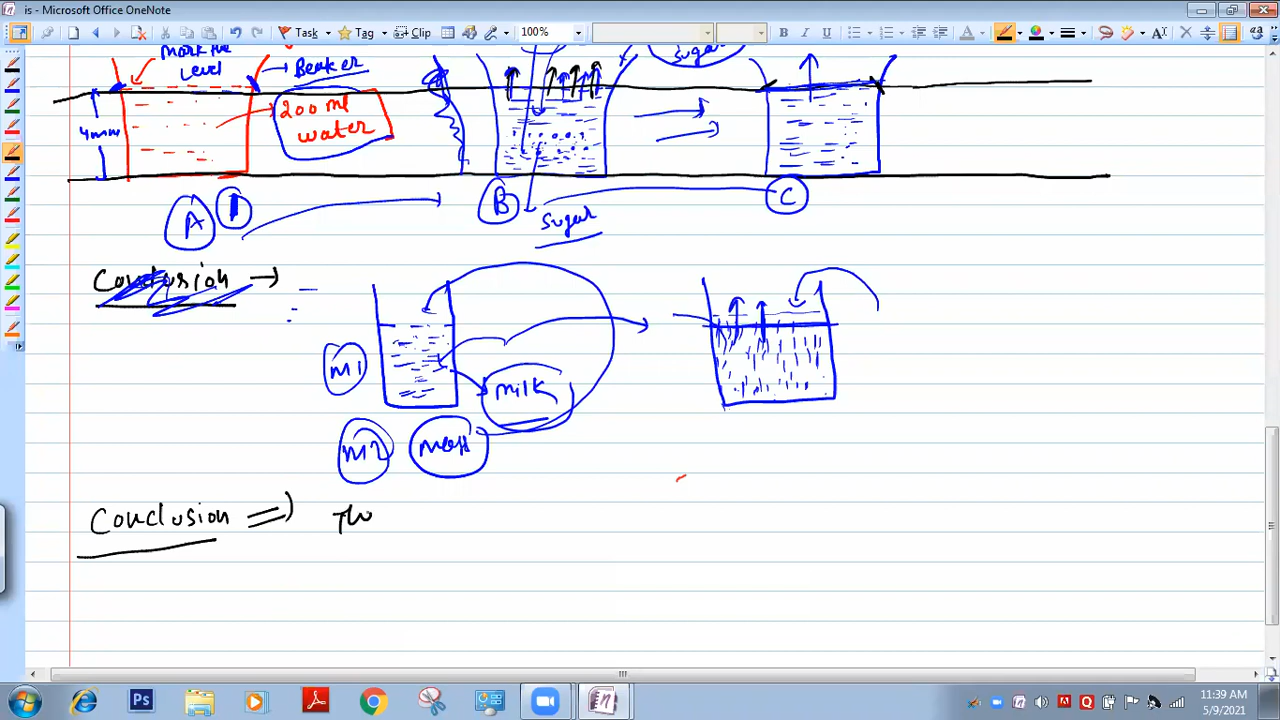 is - Microsoft Office OneNote
Task
Tag
Clip
100%
B I U
Mark the
Level
Beaker
Sugar
4mm
200 ml
water
A
B
C
Sugar
Conclusion
M1
milk
M2
Conclusion
11:39 AM
5/9/2021